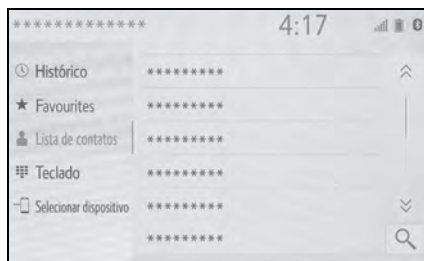 ************* 4:17
Histórico *********
Favourites *********
Lista de contatos *********
Teclado *********
Selecionar dispositivo *********
*********